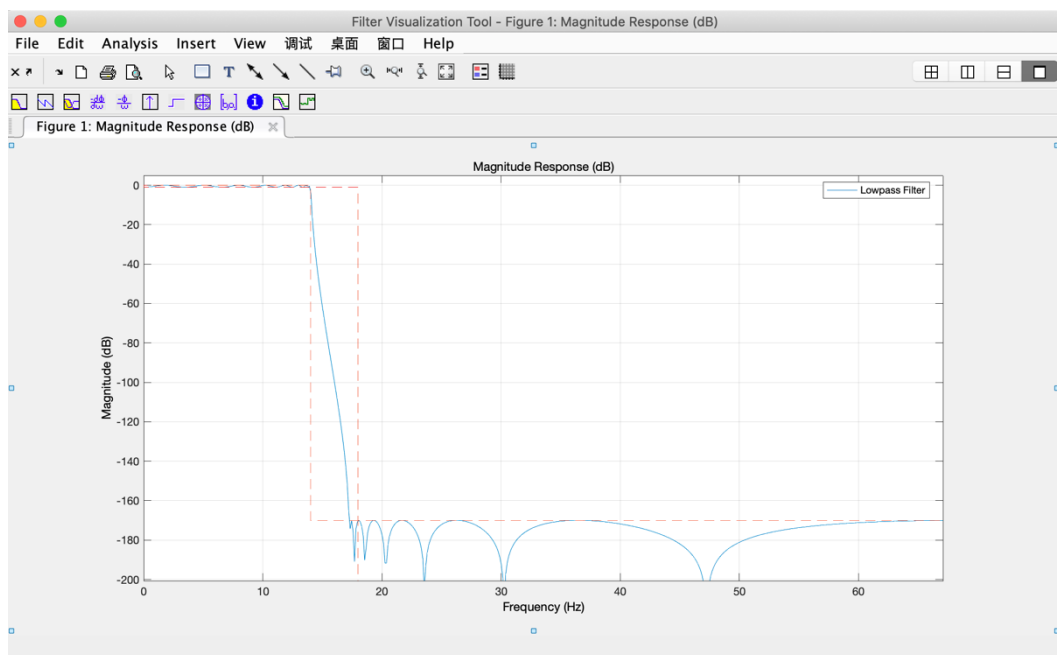 Filter Visualization Tool - Figure 1: Magnitude Response (dB)
File Edit Analysis Insert View 调试 桌面 窗口 Help
Figure 1: Magnitude Response (dB)
Magnitude Response (dB)
Lowpass Filter
Magnitude (dB)
0
-20
-40
-60
-80
-100
-120
-140
-160
-180
-200
0 10 20 30 40 50 60
Frequency (Hz)